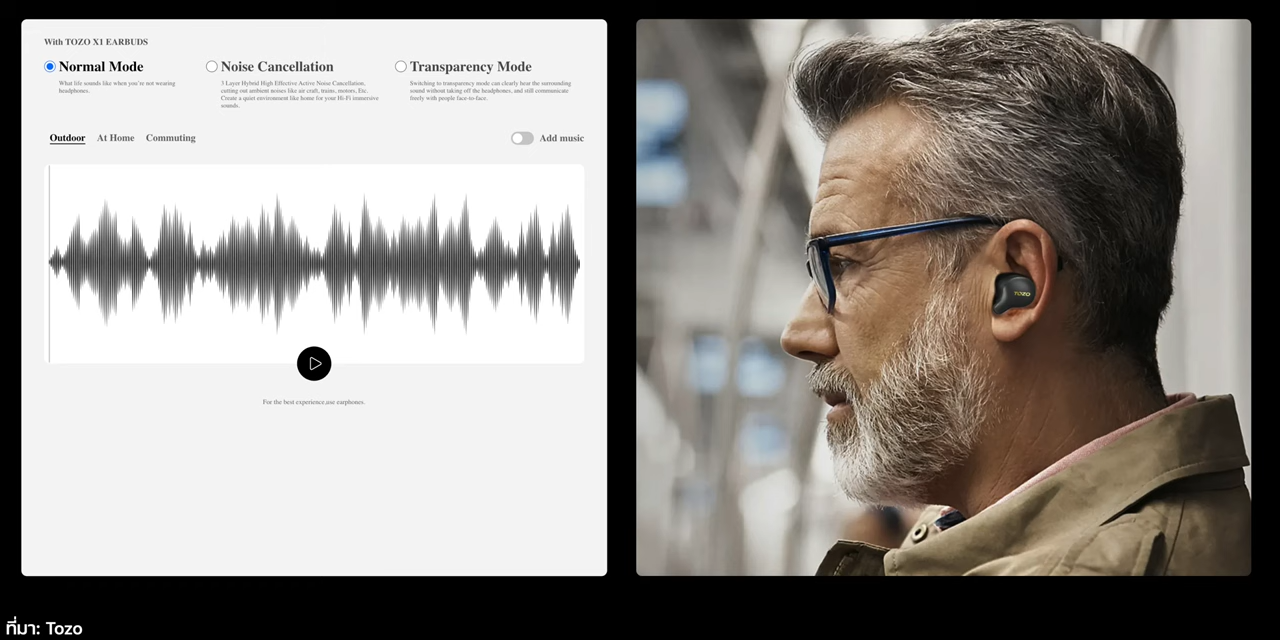 With TOZO X1 EARBUDS
Normal Mode
What life sounds like when you're not wearing
headphones.
Noise Cancellation
3 Layer Hybrid High Effective Active Noise Cancellation,
cutting out ambient noises like air craft, trains, motors, Etc.
Create a quiet environment like home for your Hi-Fi immersive
sounds.
Transparency Mode
Switching to transparency mode can clearly hear the surrounding
sound without taking off the headphones, and still communicate
freely with people face-to-face.
Outdoor At Home Commuting
Add music
For the best experience,use earphones.
TOZO
ที่มา: Tozo